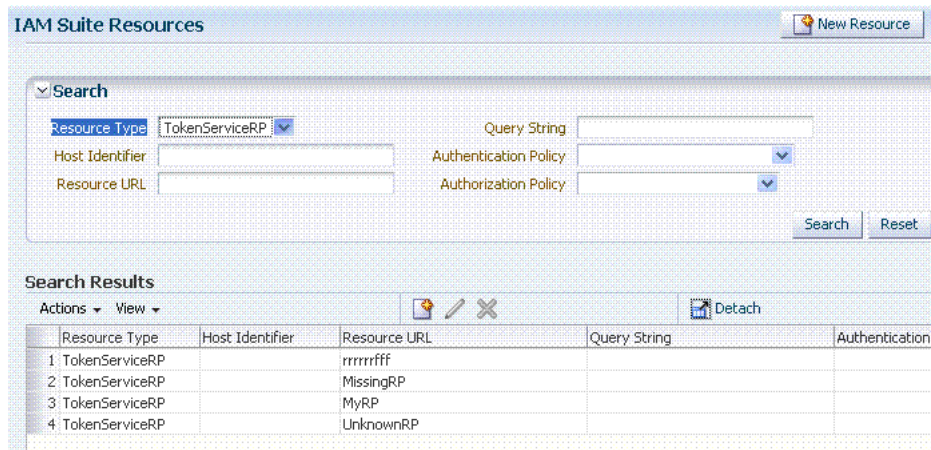 IAM Suite Resources
New Resource
Search
Resource Type TokenServiceRP Query String
Host Identifier Authentication Policy
Resource URL Authorization Policy
Search Reset
Search Results
Actions View Detach
Resource Type Host Identifier Resource URL Query String Authentication
1 TokenServiceRP rrrrrrfff
2 TokenServiceRP MissingRP
3 TokenServiceRP MyRP
4 TokenServiceRP UnknownRP